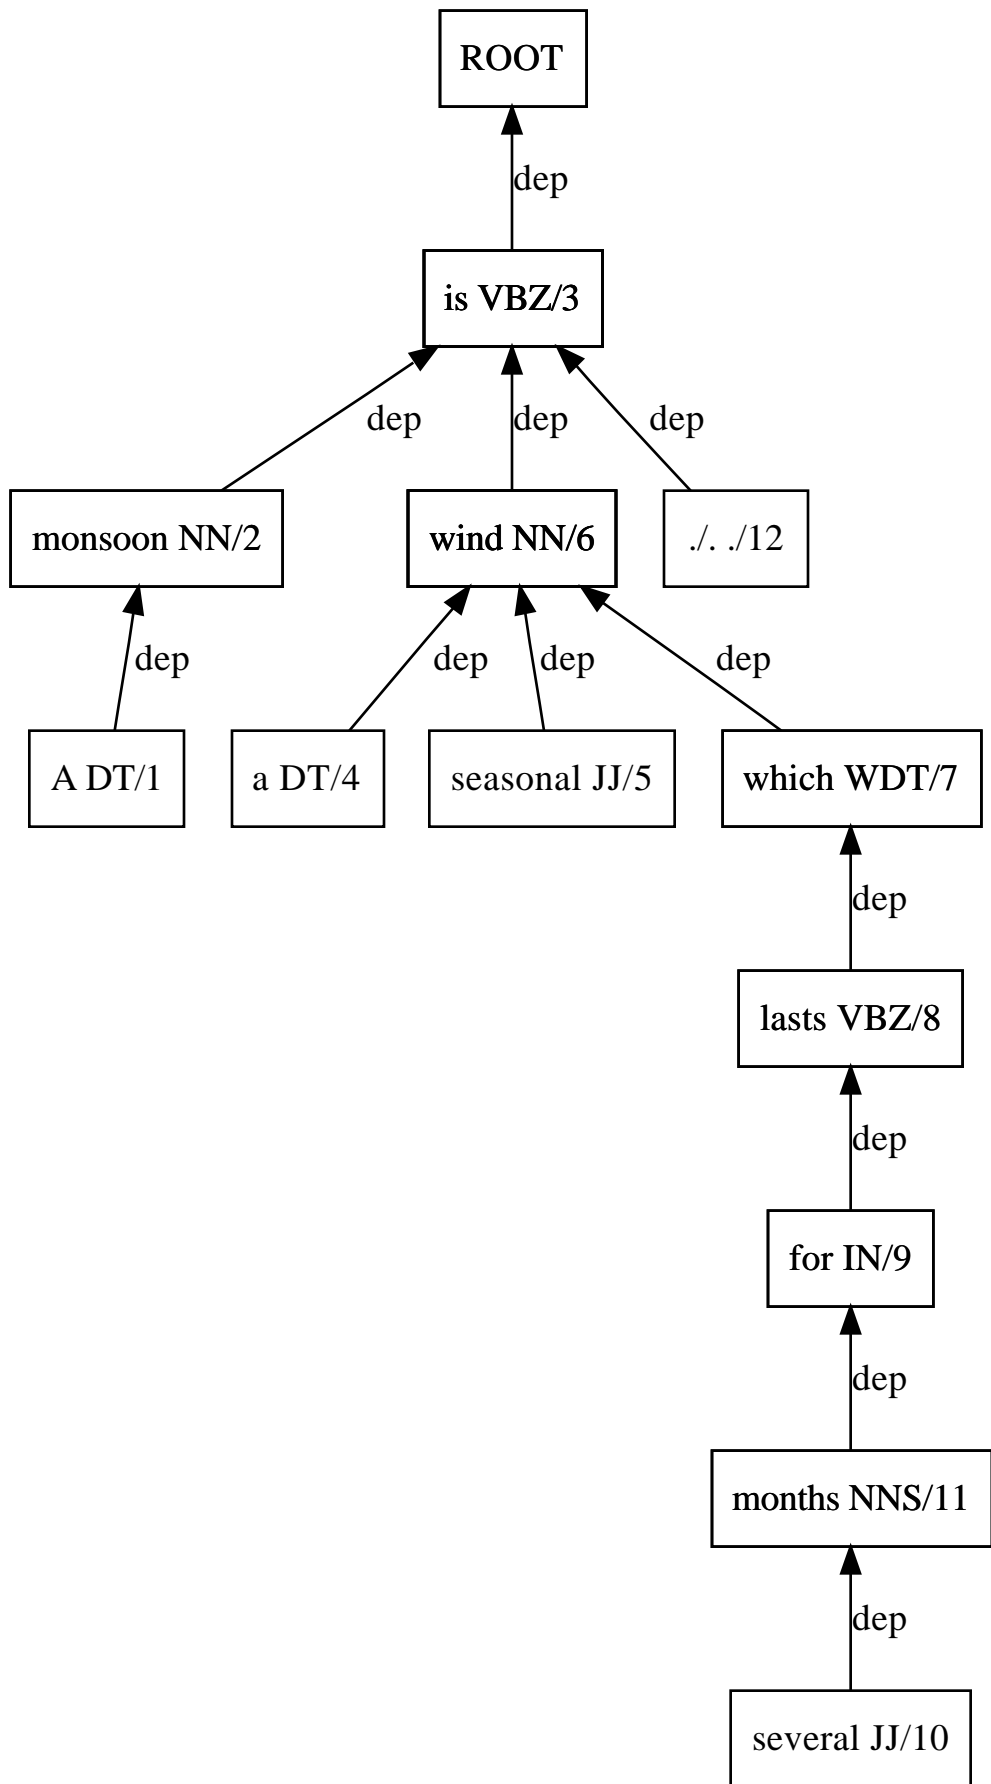 ROOT
dep
is VBZ/3
dep dep dep
monsoon NN/2 wind NN/6 ./. ./12
dep dep dep dep
A DT/1 a DT/4 seasonal JJ/5 which WDT/7
dep
lasts VBZ/8
dep
for IN/9
dep
months NNS/11
dep
several JJ/10